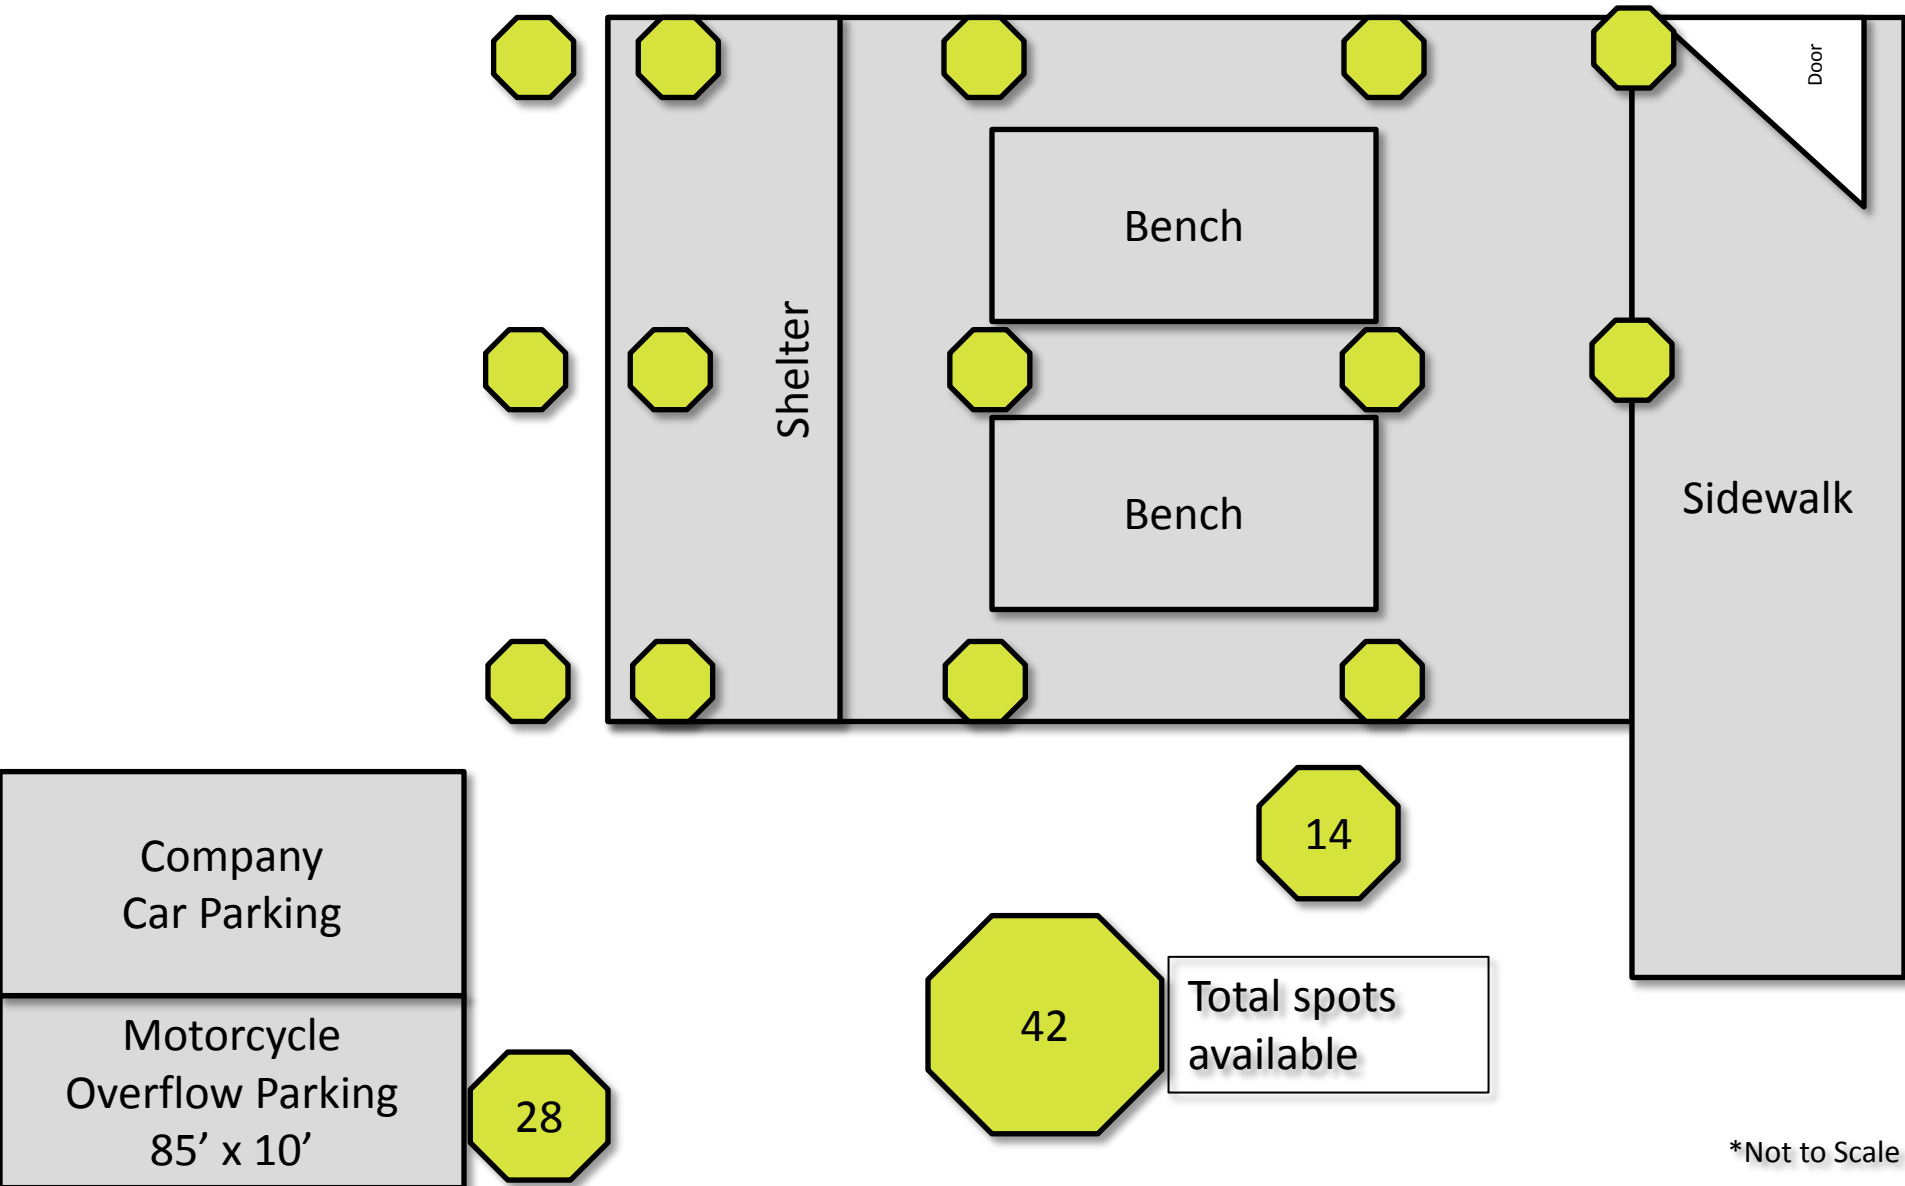 Door
Bench
Shelter
Bench
Sidewalk
14
Company
Car Parking
42
Total spots
available
Motorcycle
Overflow Parking
85’ x 10’
28
*Not to Scale